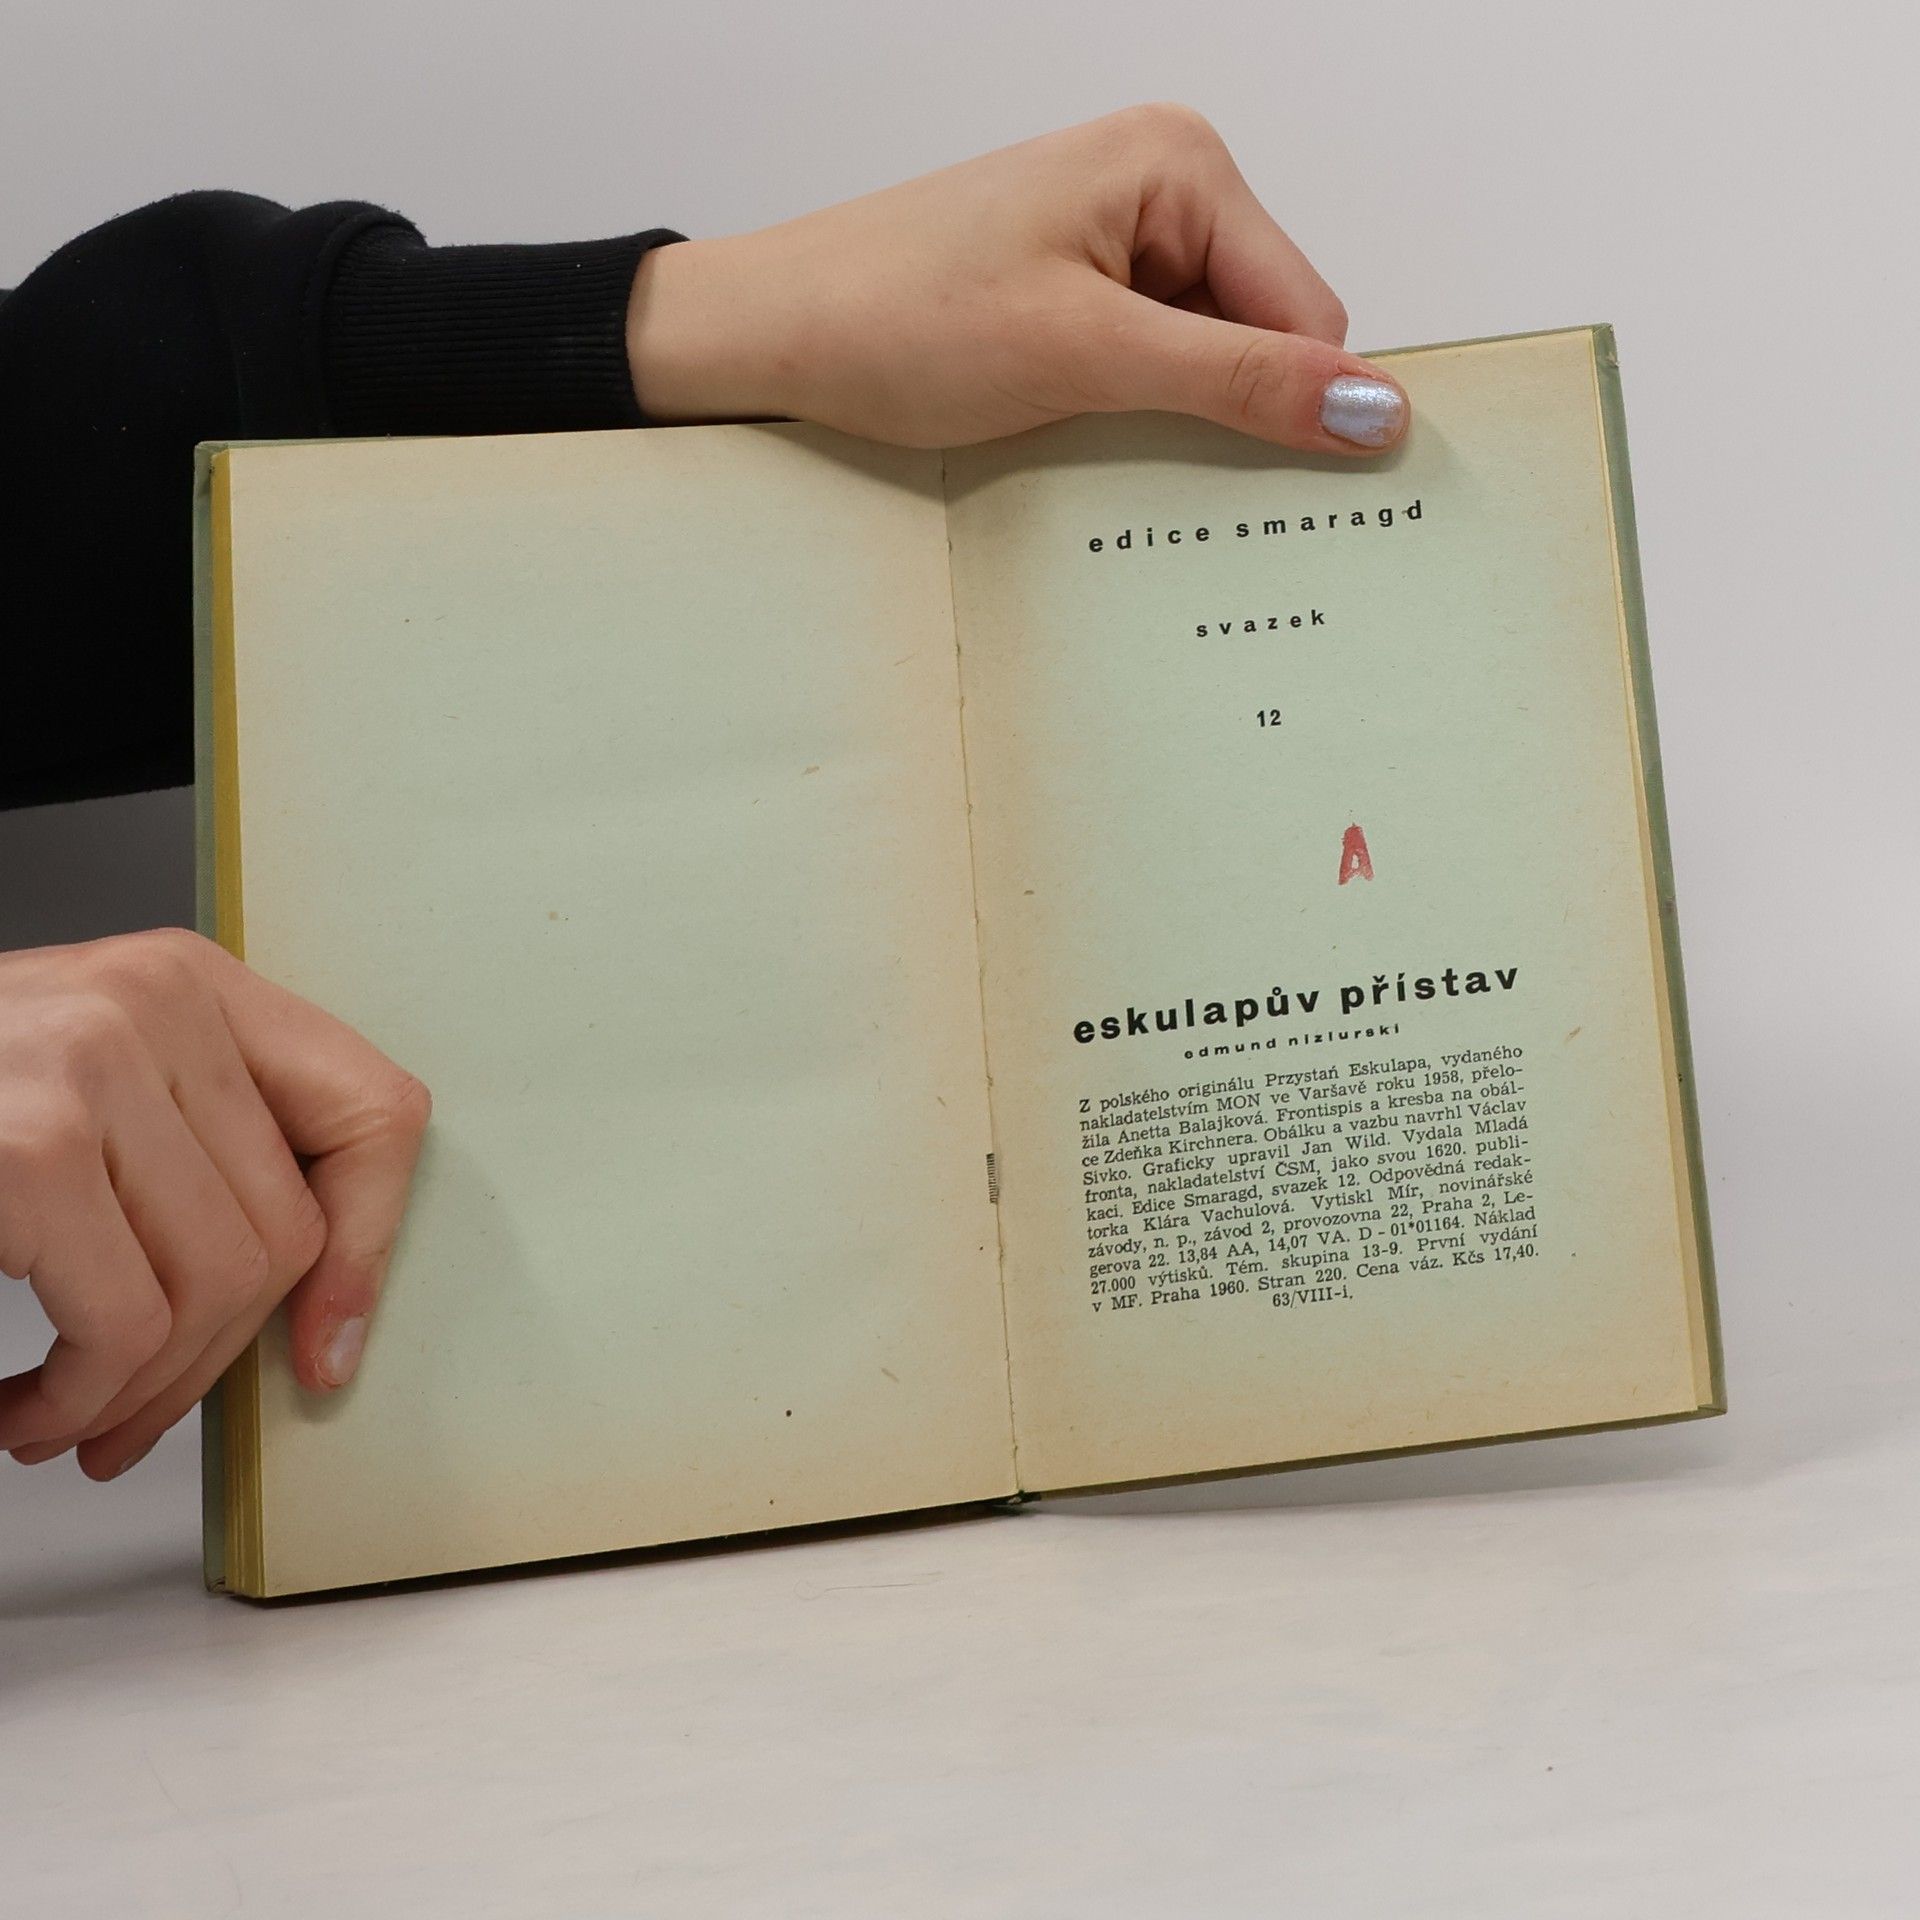 edice smaragd
svazek
12
A
eskulapův přístav
edmund nizlurski
Z polského originálu Przystań Eskulapa, vydaného
nakladatelstvím MON ve Varšavě roku 1958, přelo-
žila Anetta Balajková. Frontispis a kresba na obál-
ce Zdeňka Kirchnera. Obálku a vazbu navrhl Václav
Sivko. Graficky upravil Jan Wild. Vydala Mladá
fronta, nakladatelství ČSM, jako svou 1620. publi-
kaci. Edice Smaragd, svazek 12. Odpovědná redak-
torka Klára Vachulová. Vytiskl Mír, novinářské
závody, n. p., závod 2, provozovna 22, Praha 2, Le-
gerova 22. 13,84 AA, 14,07 VA. D - 01*01164. Náklad
27.000 výtisků. Tém. skupina 13-9. První vydání
v MF. Praha 1960. Stran 220. Cena váz. Kčs 17,40.
63/VIII-i.